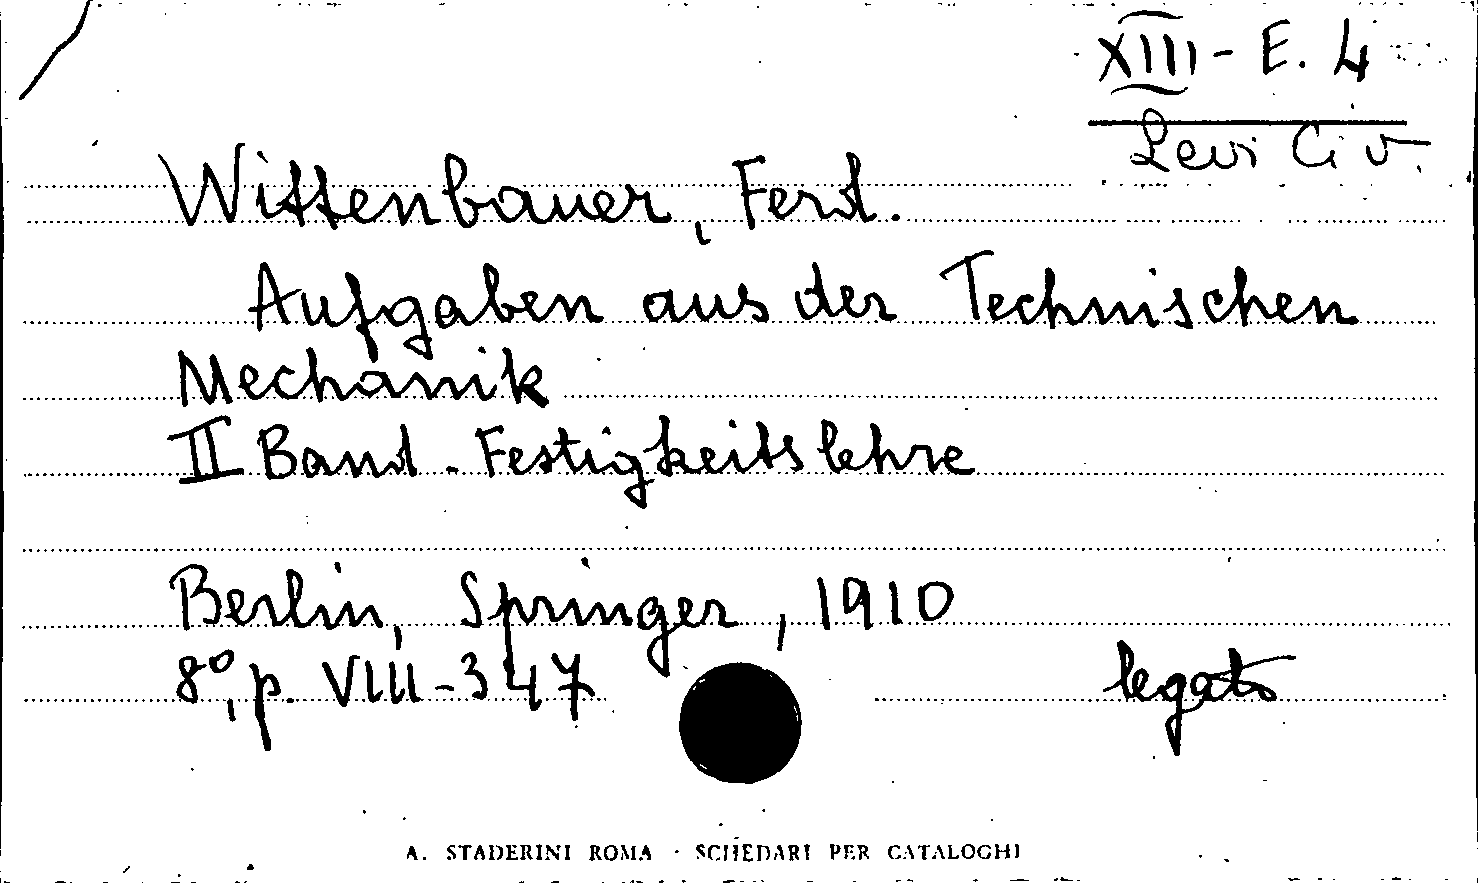 XIII - E. 4
Levi Civ.
Wittenbauer, Ferd.
Aufgaben aus der Technischen
Mechanik
II Band. Festigkeitslehre
Berlin, Springer, 1910
8°, p. VIII-347
legato
A. STADERINI ROMA · SCHEDARI PER CATALOGHI